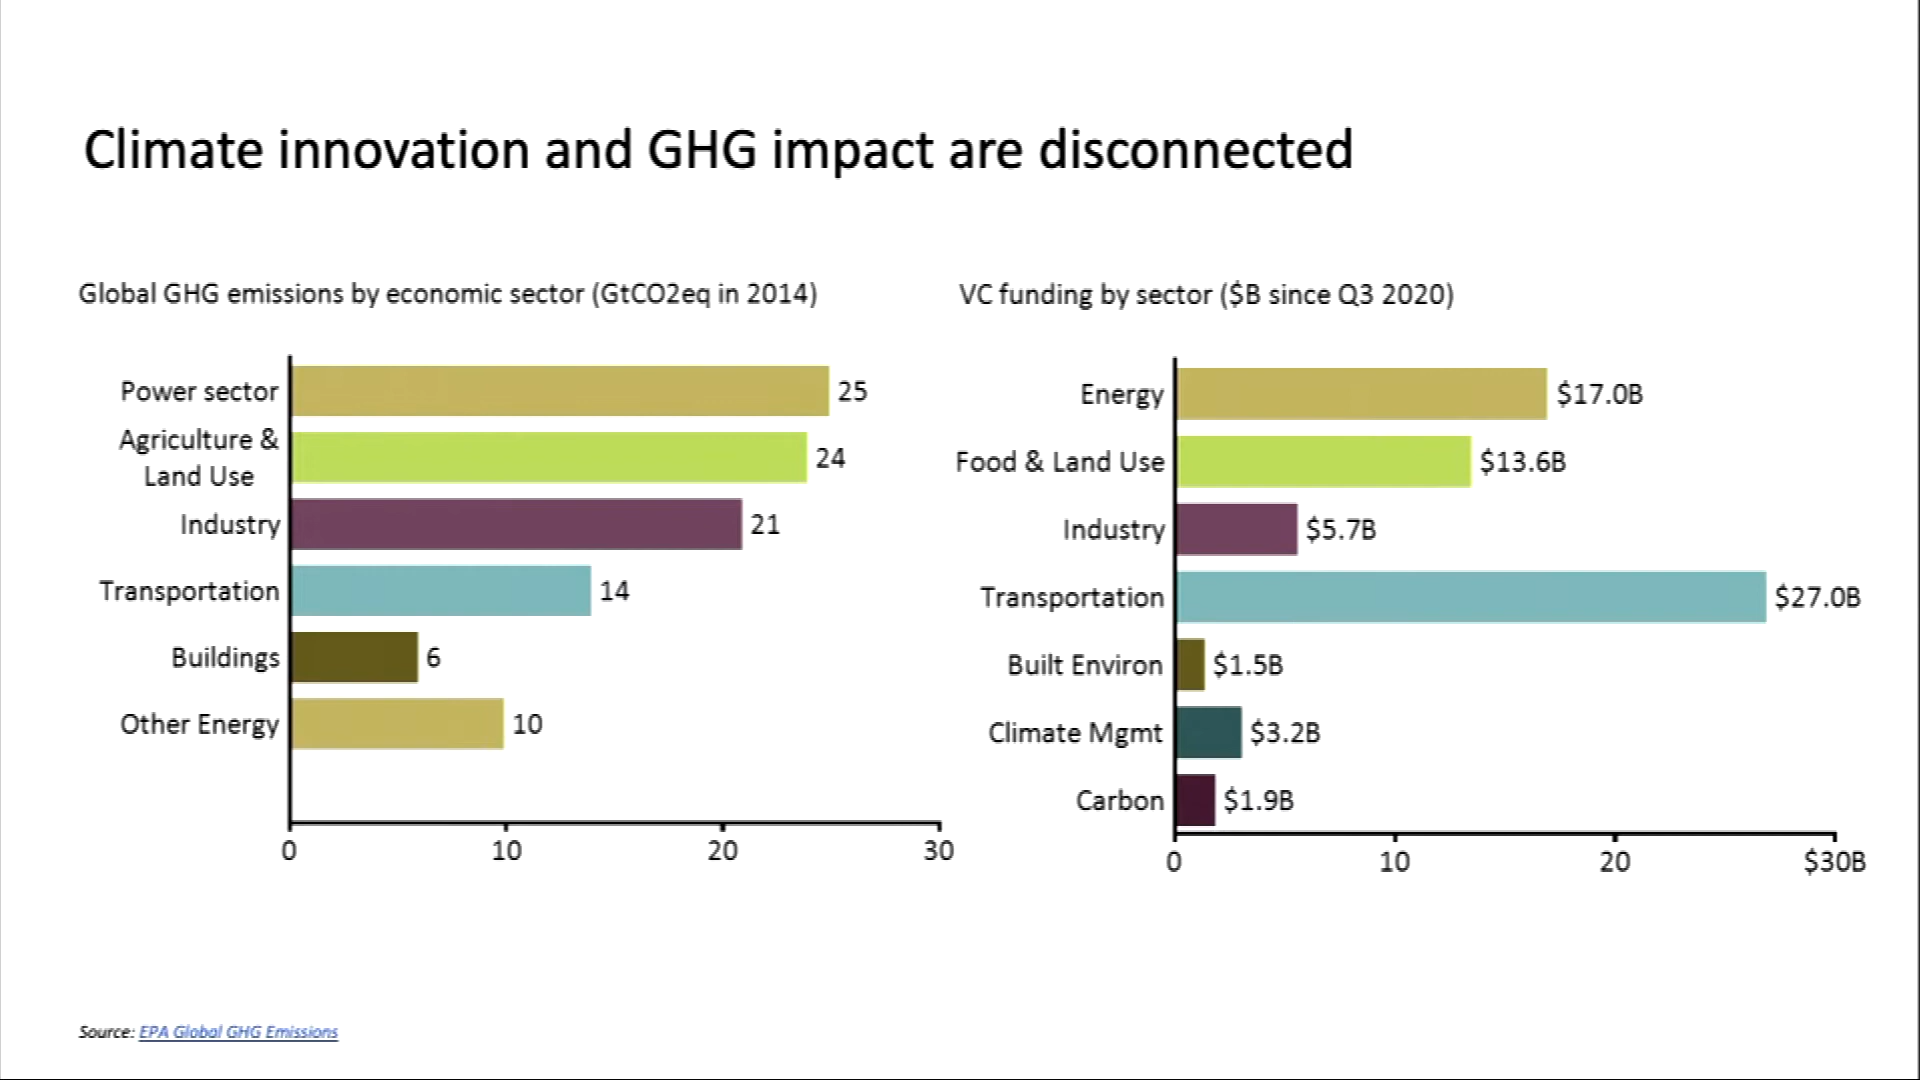 Climate innovation and GHG impact are disconnected
Global GHG emissions by economic sector (GtCO2eq in 2014)
Power sector 25
Agriculture &
Land Use 24
Industry 21
Transportation 14
Buildings 6
Other Energy 10
0 10 20 30
VC funding by sector ($B since Q3 2020)
Energy $17.0B
Food & Land Use $13.6B
Industry $5.7B
Transportation $27.0B
Built Environ $1.5B
Climate Mgmt $3.2B
Carbon $1.9B
0 10 20 $30B
Source: EPA Global GHG Emissions